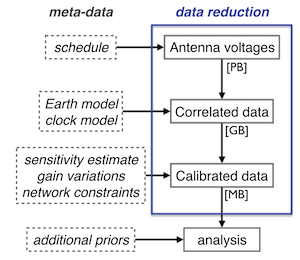 meta-data data reduction
schedule Antenna voltages
[PB]
Earth model
clock model
Correlated data
[GB]
sensitivity estimate
gain variations
network constraints
Calibrated data
[MB]
additional priors analysis